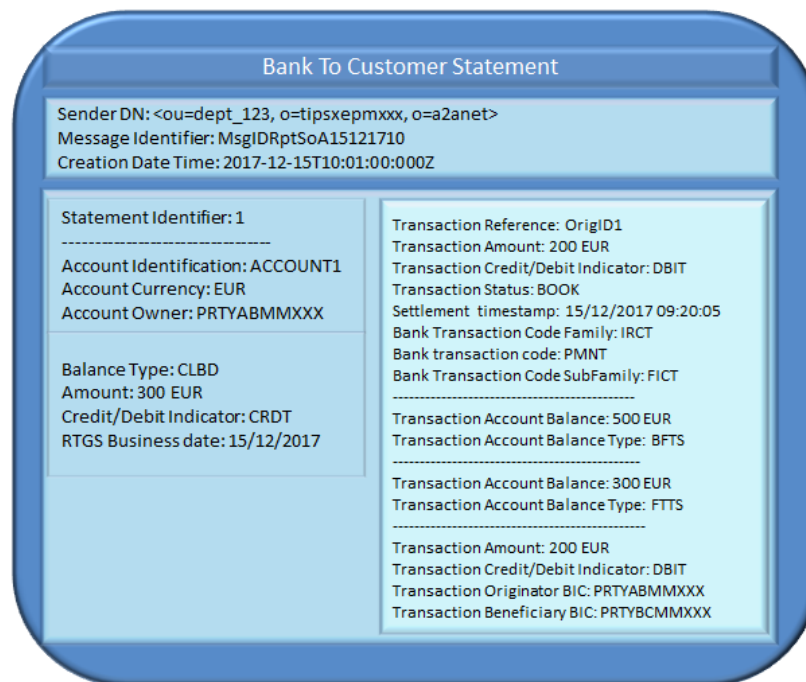 Bank To Customer Statement
Sender DN: <ou=dept_123, o=tipsxepmxxx, o=a2anet>
Message Identifier: MsgIDRptSoA15121710
Creation Date Time: 2017-12-15T10:01:00:000Z
Statement Identifier: 1
----------------------------------
Account Identification: ACCOUNT1
Account Currency: EUR
Account Owner: PRTYABMMXXX
Balance Type: CLBD
Amount: 300 EUR
Credit/Debit Indicator: CRDT
RTGS Business date: 15/12/2017
Transaction Reference: OrigID1
Transaction Amount: 200 EUR
Transaction Credit/Debit Indicator: DBIT
Transaction Status: BOOK
Settlement timestamp: 15/12/2017 09:20:05
Bank Transaction Code Family: IRCT
Bank transaction code: PMNT
Bank Transaction Code SubFamily: FICT
---------------------------------------------
Transaction Account Balance: 500 EUR
Transaction Account Balance Type: BFTS
----------------------------------------------
Transaction Account Balance: 300 EUR
Transaction Account Balance Type: FTTS
-----------------------------------------------
Transaction Amount: 200 EUR
Transaction Credit/Debit Indicator: DBIT
Transaction Originator BIC: PRTYABMMXXX
Transaction Beneficiary BIC: PRTYBCMMXXX